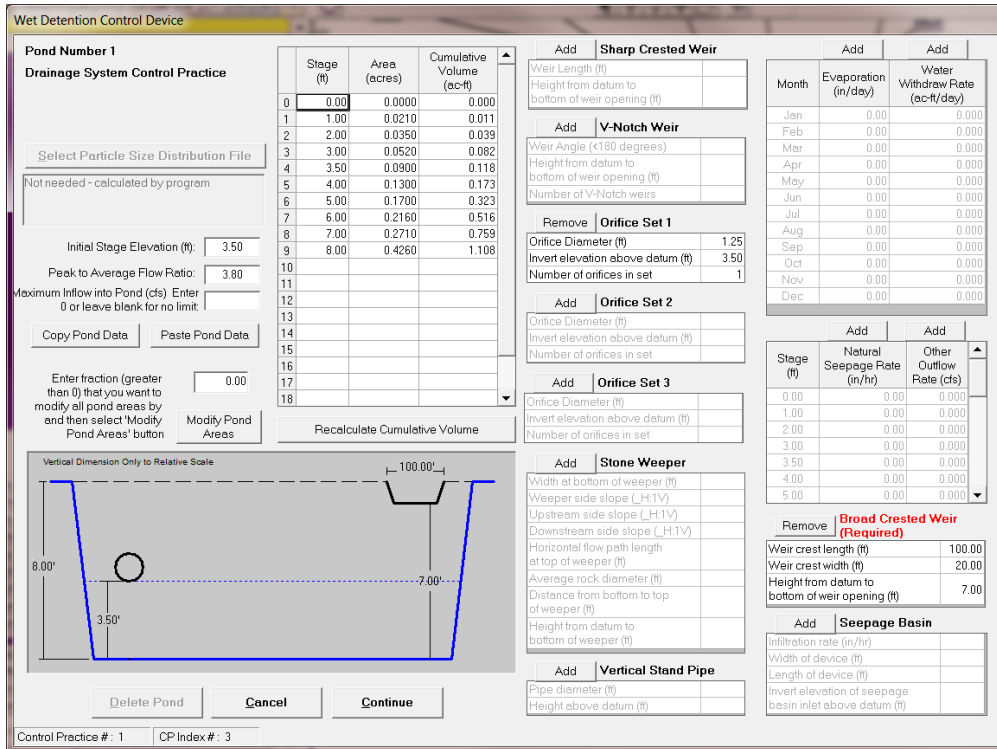 Wet Detention Control Device
Pond Number 1
Drainage System Control Practice
Select Particle Size Distribution File
Not needed - calculated by program
Initial Stage Elevation (ft): 3.50
Peak to Average Flow Ratio: 3.80
Maximum Inflow into Pond (cfs) Enter
0 or leave blank for no limit:
Copy Pond Data Paste Pond Data
Enter fraction (greater 0.00
than 0) that you want to
modify all pond areas by
and then select 'Modify
Pond Areas' button
Modify Pond
Areas
Stage
(ft)
Area
(acres)
Cumulative
Volume
(ac-ft)
0 0.00 0.0000 0.000
1 1.00 0.0210 0.011
2 2.00 0.0350 0.039
3 3.00 0.0520 0.082
4 3.50 0.0900 0.118
5 4.00 0.1300 0.173
6 5.00 0.1700 0.323
7 6.00 0.2160 0.516
8 7.00 0.2710 0.759
9 8.00 0.4260 1.108
10
11
12
13
14
15
16
17
18
Recalculate Cumulative Volume
Vertical Dimension Only to Relative Scale
100.00'
8.00'
7.00'
3.50'
Delete Pond Cancel Continue
Control Practice # : 1 CP Index # : 3
Add Sharp Crested Weir
Weir Length (ft)
Height from datum to
bottom of weir opening (ft)
Add V-Notch Weir
Weir Angle (<180 degrees)
Height from datum to
bottom of weir opening (ft)
Number of V-Notch weirs
Remove Orifice Set 1
Orifice Diameter (ft) 1.25
Invert elevation above datum (ft) 3.50
Number of orifices in set 1
Add Orifice Set 2
Orifice Diameter (ft)
Invert elevation above datum (ft)
Number of orifices in set
Add Orifice Set 3
Orifice Diameter (ft)
Invert elevation above datum (ft)
Number of orifices in set
Add Stone Weeper
Width at bottom of weeper (ft)
Weeper side slope (_H:1V)
Upstream side slope (_H:1V)
Downstream side slope (_H:1V)
Horizontal flow path length
at top of weeper (ft)
Average rock diameter (ft)
Distance from bottom to top
of weeper (ft)
Height from datum to
bottom of weeper (ft)
Add Vertical Stand Pipe
Pipe diameter (ft)
Height above datum (ft)
Add Add
Month
Evaporation
(in/day)
Water
Withdraw Rate
(ac-ft/day)
Jan 0.00 0.000
Feb 0.00 0.000
Mar 0.00 0.000
Apr 0.00 0.000
May 0.00 0.000
Jun 0.00 0.000
Jul 0.00 0.000
Aug 0.00 0.000
Sep 0.00 0.000
Oct 0.00 0.000
Nov 0.00 0.000
Dec 0.00 0.000
Add Add
Stage
(ft)
Natural
Seepage Rate
(in/hr)
Other
Outflow
Rate (cfs)
0.00 0.00 0.000
1.00 0.00 0.000
2.00 0.00 0.000
3.00 0.00 0.000
3.50 0.00 0.000
4.00 0.00 0.000
5.00 0.00 0.000
Remove Broad Crested Weir
(Required)
Weir crest length (ft) 100.00
Weir crest width (ft) 20.00
Height from datum to
bottom of weir opening (ft) 7.00
Add Seepage Basin
Infiltration rate (in/hr)
Width of device (ft)
Length of device (ft)
Invert elevation of seepage
basin inlet above datum (ft)